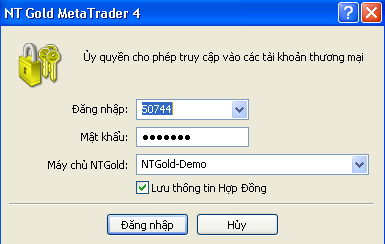 NT Gold MetaTrader 4
Ủy quyền cho phép truy cập vào các tài khoản thương mại
Đăng nhập: 50744
Mật khẩu: ●●●●●●●
Máy chủ NTGold: NTGold-Demo
Lưu thông tin Hợp Đồng
Đăng nhập Hủy